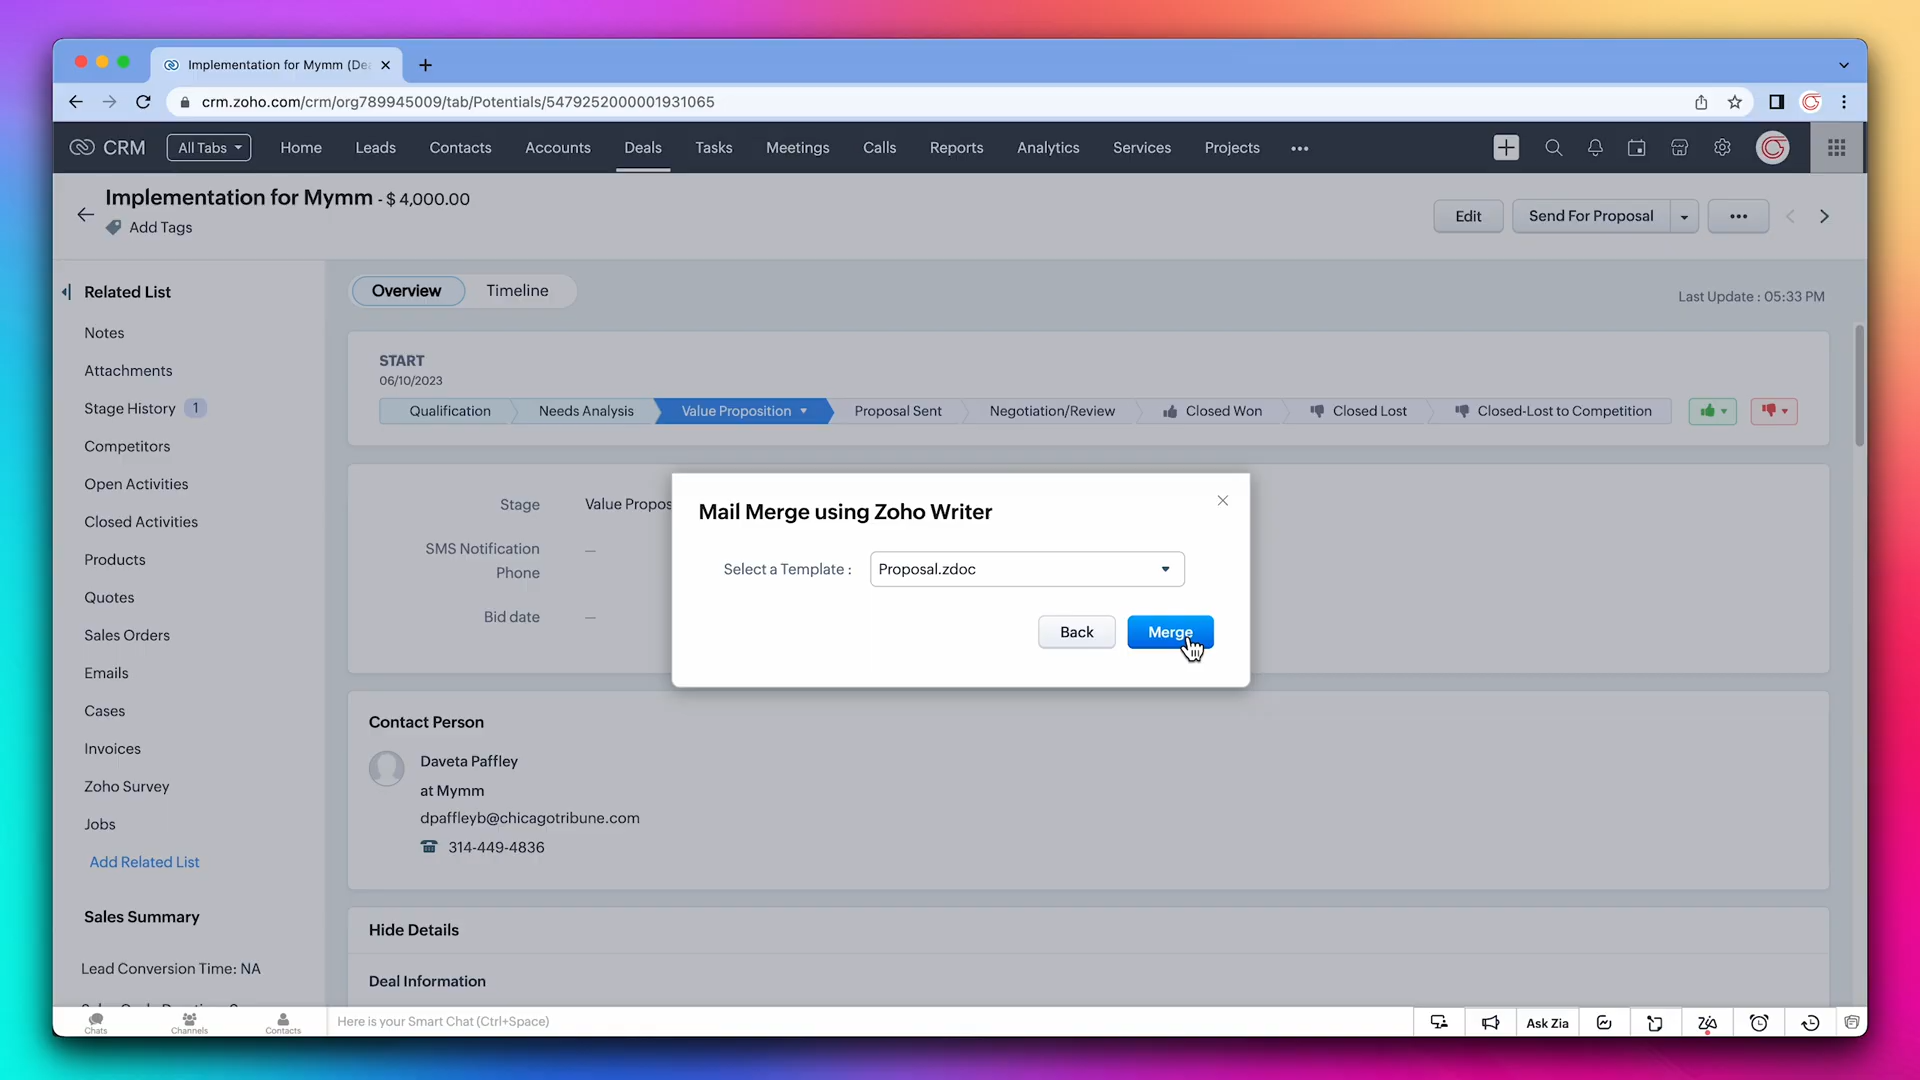 Implementation for Mymm (De
crm.zoho.com/crm/org789945009/tab/Potentials/5479252000001931065
CRM
All Tabs
Home
Leads
Contacts
Accounts
Deals
Tasks
Meetings
Calls
Reports
Analytics
Services
Projects
Implementation for Mymm - $ 4,000.00
Add Tags
Edit
Send For Proposal
Related List
Notes
Attachments
Stage History 1
Competitors
Open Activities
Closed Activities
Products
Quotes
Sales Orders
Emails
Cases
Invoices
Zoho Survey
Jobs
Add Related List
Sales Summary
Lead Conversion Time: NA
Overview
Timeline
Last Update : 05:33 PM
START
06/10/2023
Qualification
Needs Analysis
Value Proposition
Proposal Sent
Negotiation/Review
Closed Won
Closed Lost
Closed-Lost to Competition
Stage
Value Propos
SMS Notification
Phone
—
Bid date
—
Mail Merge using Zoho Writer
Select a Template :
Proposal.zdoc
Back
Merge
Contact Person
Daveta Paffley
at Mymm
dpaffleyb@chicagotribune.com
314-449-4836
Hide Details
Deal Information
Chats
Channels
Contacts
Here is your Smart Chat (Ctrl+Space)
Ask Zia